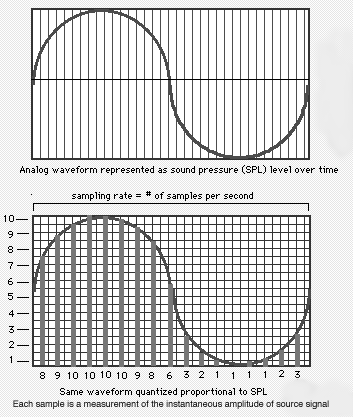 Analog waveform represented as sound pressure (SPL) level over time
sampling rate = # of samples per second
10
9
8
7
6
5
4
3
2
1
8 9 10 10 10 10 9 8 6 3 2 1 1 1 1 2 3
Same waveform quantized proportional to SPL
Each sample is a measurement of the instantaneous amplitude of source signal